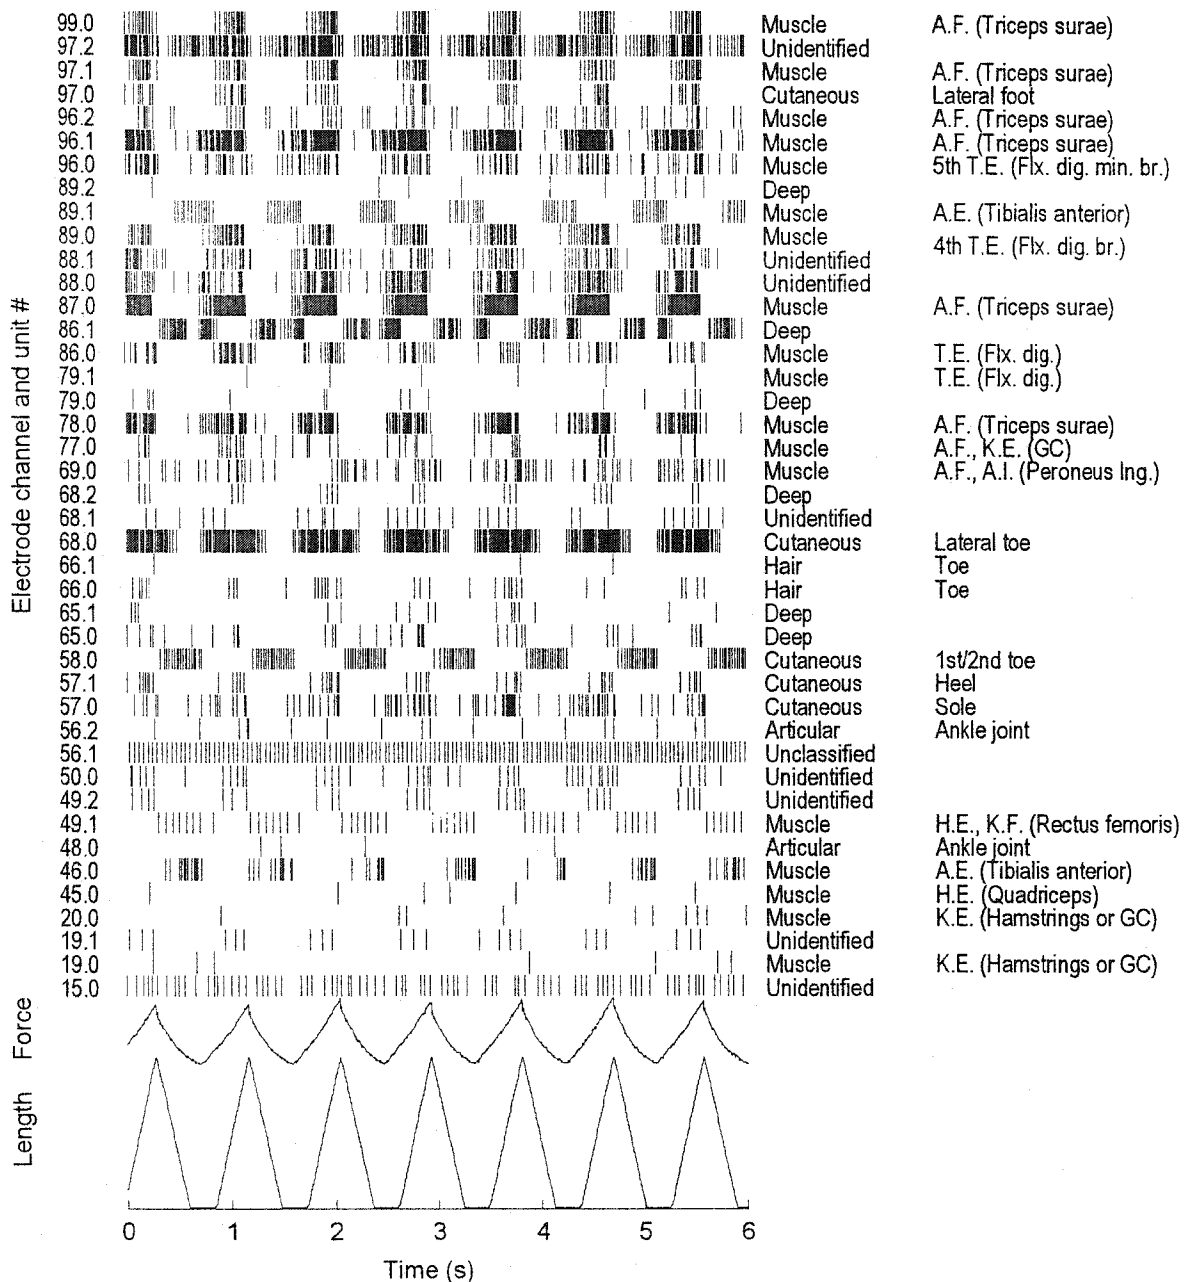 99.0 Muscle A.F. (Triceps surae)
97.2 Unidentified
97.1 Muscle A.F. (Triceps surae)
97.0 Cutaneous Lateral foot
96.2 Muscle A.F. (Triceps surae)
96.1 Muscle A.F. (Triceps surae)
96.0 Muscle 5th T.E. (Flx. dig. min. br.)
89.2 Deep
89.1 Muscle A.E. (Tibialis anterior)
89.0 Muscle
4th T.E. (Flx. dig. br.)
88.1 Unidentified
88.0 Unidentified
87.0 Muscle A.F. (Triceps surae)
86.1 Deep
86.0 Muscle T.E. (Flx. dig.)
79.1 Muscle T.E. (Flx. dig.)
79.0 Deep
78.0 Muscle A.F. (Triceps surae)
77.0 Muscle A.F., K.E. (GC)
69.0 Muscle A.F., A.I. (Peroneus lng.)
68.2 Deep
68.1 Unidentified
68.0 Cutaneous Lateral toe
66.1 Hair Toe
66.0 Hair Toe
65.1 Deep
65.0 Deep
58.0 Cutaneous 1st/2nd toe
57.1 Cutaneous Heel
57.0 Cutaneous Sole
56.2 Articular Ankle joint
56.1 Unclassified
50.0 Unidentified
49.2 Unidentified
49.1 Muscle H.E., K.F. (Rectus femoris)
48.0 Articular Ankle joint
46.0 Muscle A.E. (Tibialis anterior)
45.0 Muscle H.E. (Quadriceps)
20.0 Muscle K.E. (Hamstrings or GC)
19.1 Unidentified
19.0 Muscle K.E. (Hamstrings or GC)
15.0 Unidentified
Electrode channel and unit #
Force
Length
0 1 2 3 4 5 6
Time (s)